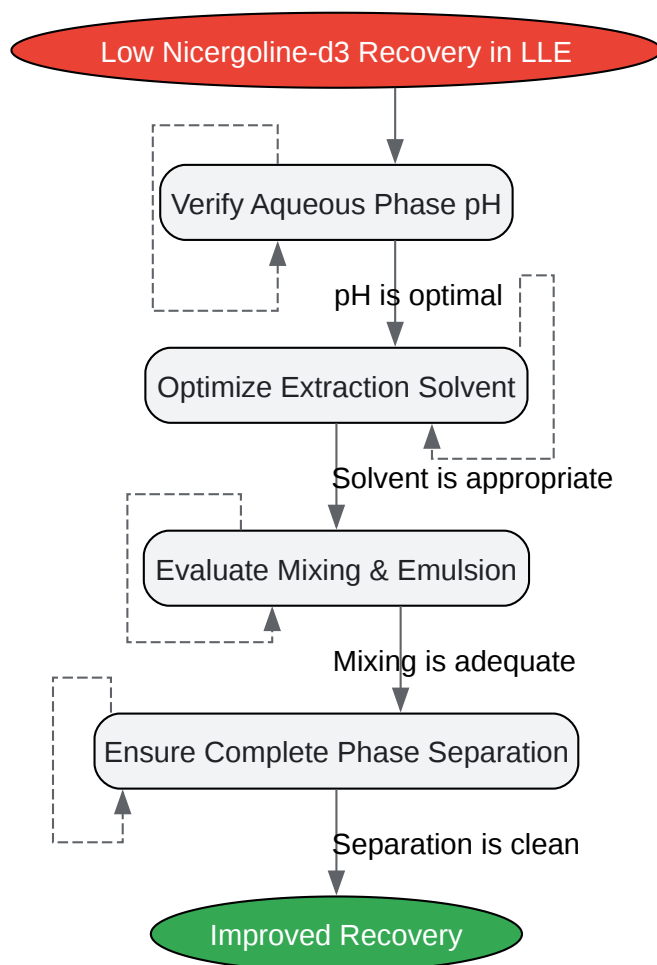 Low Nicergoline-d3 Recovery in LLE
Verify Aqueous Phase pH
pH is optimal
Optimize Extraction Solvent
Solvent is appropriate
Evaluate Mixing & Emulsion
Mixing is adequate
Ensure Complete Phase Separation
Separation is clean
Improved Recovery